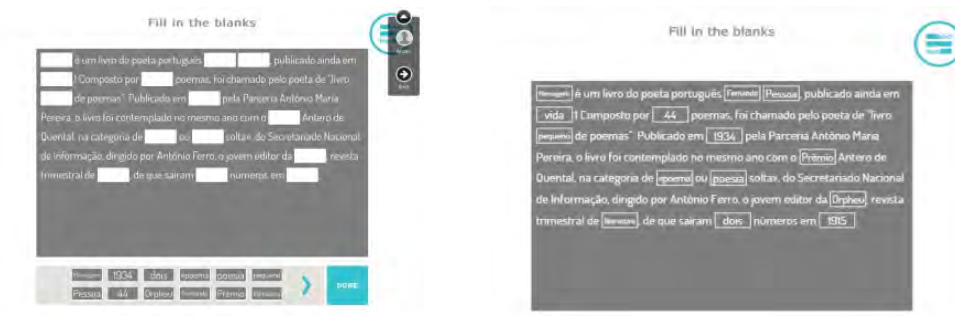 Fill in the blanks
é um livro do poeta português , publicado ainda em
! Composto por poemas, foi chamado pelo poeta de "livro
de poemas". Publicado em pela Parceria António Maria
Pereira, o livro foi contemplado no mesmo ano com o Antero de
Quental, na categoria de ou solta», do Secretariado Nacional
de Informação, dirigido por António Ferro, o jovem editor da , revista
trimestral de , de que saíram números em
Mensagem 1934 dois «poema poesia pequeno
Pessoa 44 Orpheu Fernando Prémio
DONE
Fill in the blanks
Mensagem é um livro do poeta português Fernando Pessoa, publicado ainda em
vida ! Composto por 44 poemas, foi chamado pelo poeta de "livro
pequeno de poemas". Publicado em 1934 pela Parceria António Maria
Pereira, o livro foi contemplado no mesmo ano com o Prémio Antero de
Quental, na categoria de «poema ou poesia solta», do Secretariado Nacional
de Informação, dirigido por António Ferro, o jovem editor da Orpheu, revista
trimestral de , de que saíram dois números em 1915